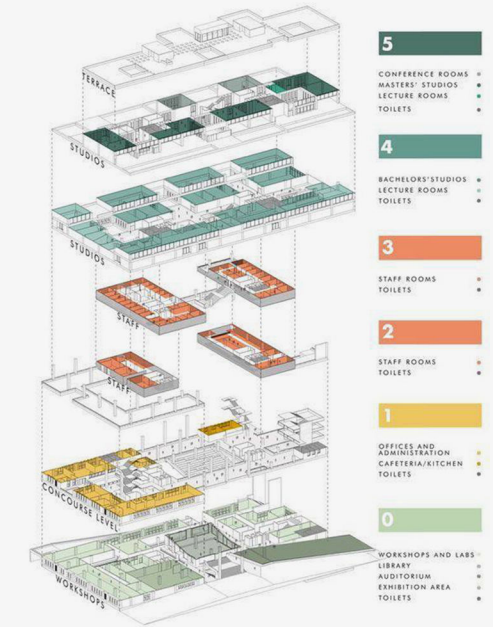 TERRACE
STUDIOS
STUDIOS
STAFF
STAFF
CONCOURSE LEVEL
WORKSHOPS
5
CONFERENCE ROOMS
MASTERS' STUDIOS
LECTURE ROOMS
TOILETS
4
BACHELORS'STUDIOS
LECTURE ROOMS
TOILETS
3
STAFF ROOMS
TOILETS
2
STAFF ROOMS
TOILETS
1
OFFICES AND
ADMINISTRATION
CAFETERIA/KITCHEN
TOILETS
0
WORKSHOPS AND LABS
LIBRARY
AUDITORIUM
EXHIBITION AREA
TOILETS